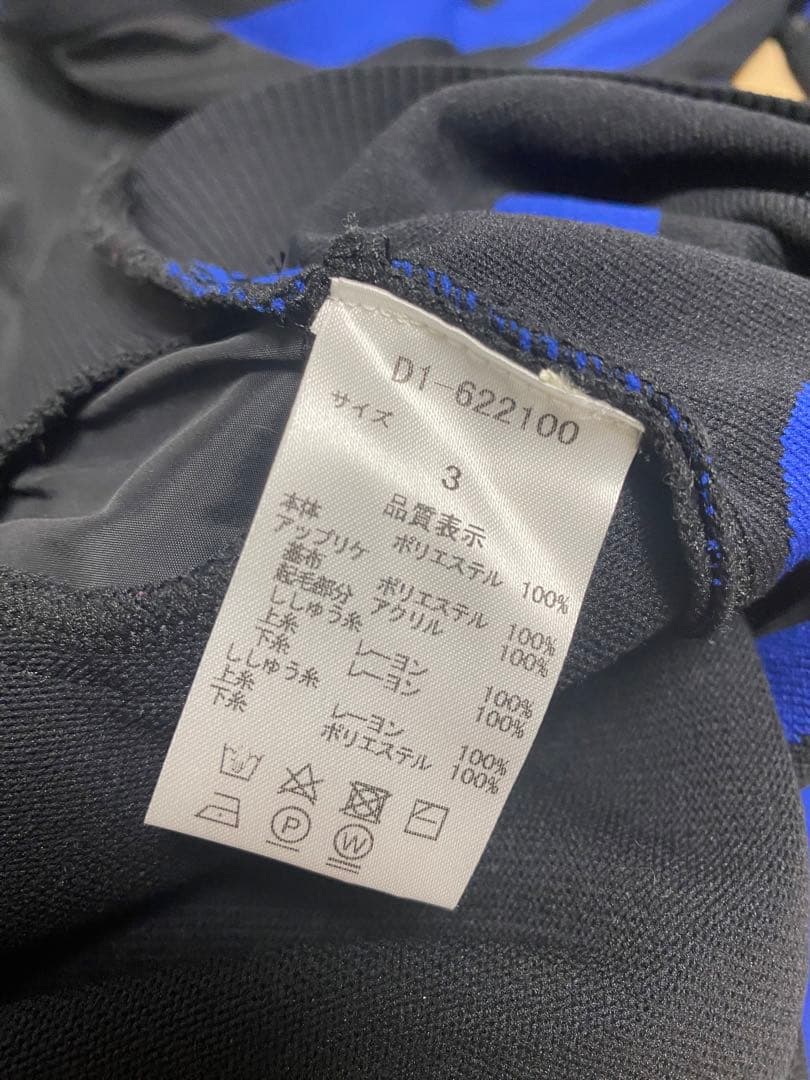 D1-622100
サイズ
3
品質表示
本体 ポリエステル 100%
アップリケ
基布 ポリエステル 100%
起毛部分 アクリル 100%
ししゅう糸
上糸 レーヨン 100%
下糸 レーヨン 100%
ししゅう糸
上糸 レーヨン 100%
下糸 ポリエステル 100%
P
W